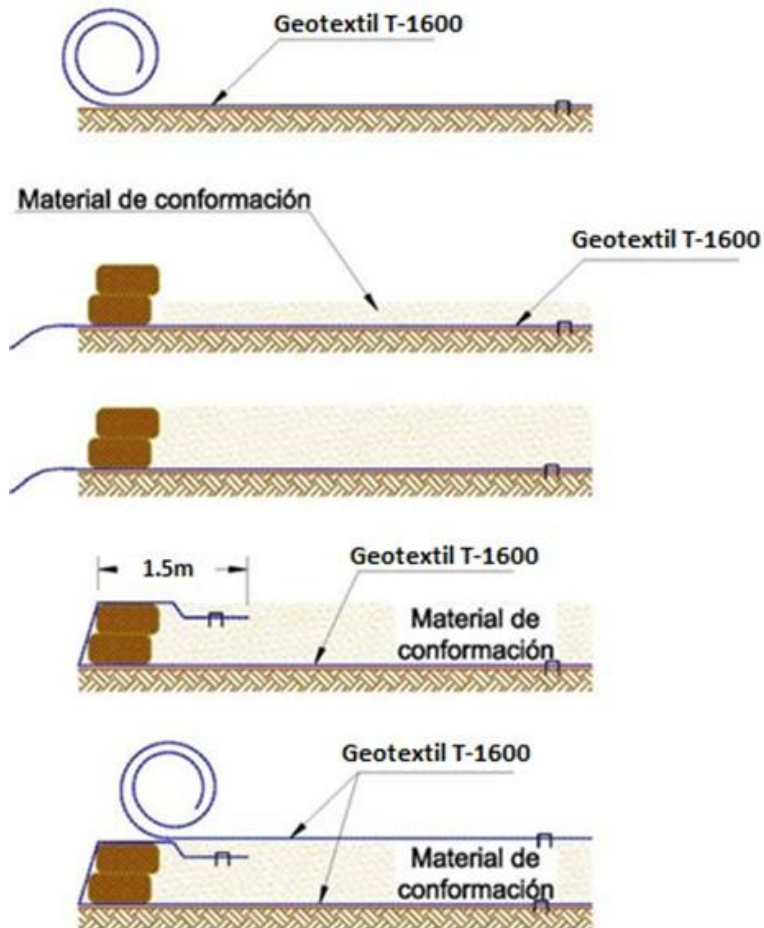 Geotextil T-1600
Material de conformación
Geotextil T-1600
1.5m
Geotextil T-1600
Material de
conformación
Geotextil T-1600
Material de
conformación